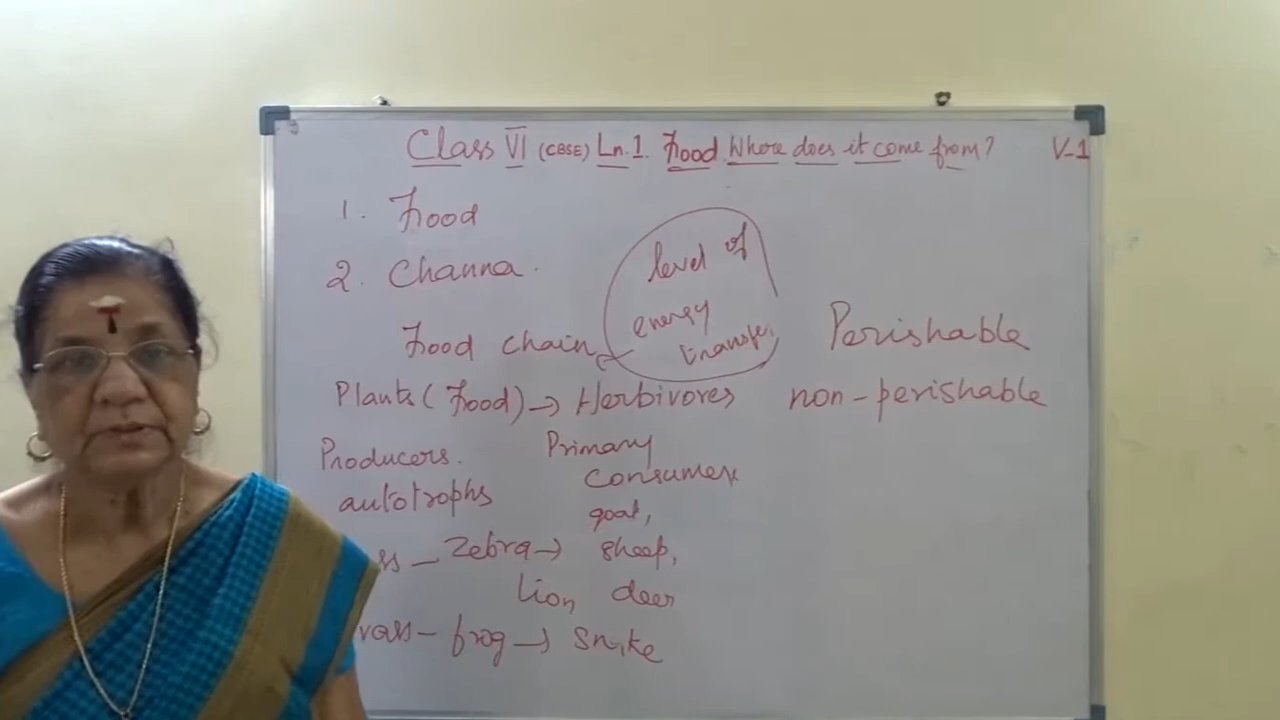 Class VI (CBSE) Ln.1. Food Where does it come from? V-1
1. Food
2. Channa.
level of
energy
transfer
Food chain
Perishable
Plants (Food) → Herbivores
non-perishable
Producers.
Primary
consumers
autotrophs
goat,
Zebra → sheep,
Lion, deer
frog → Snake